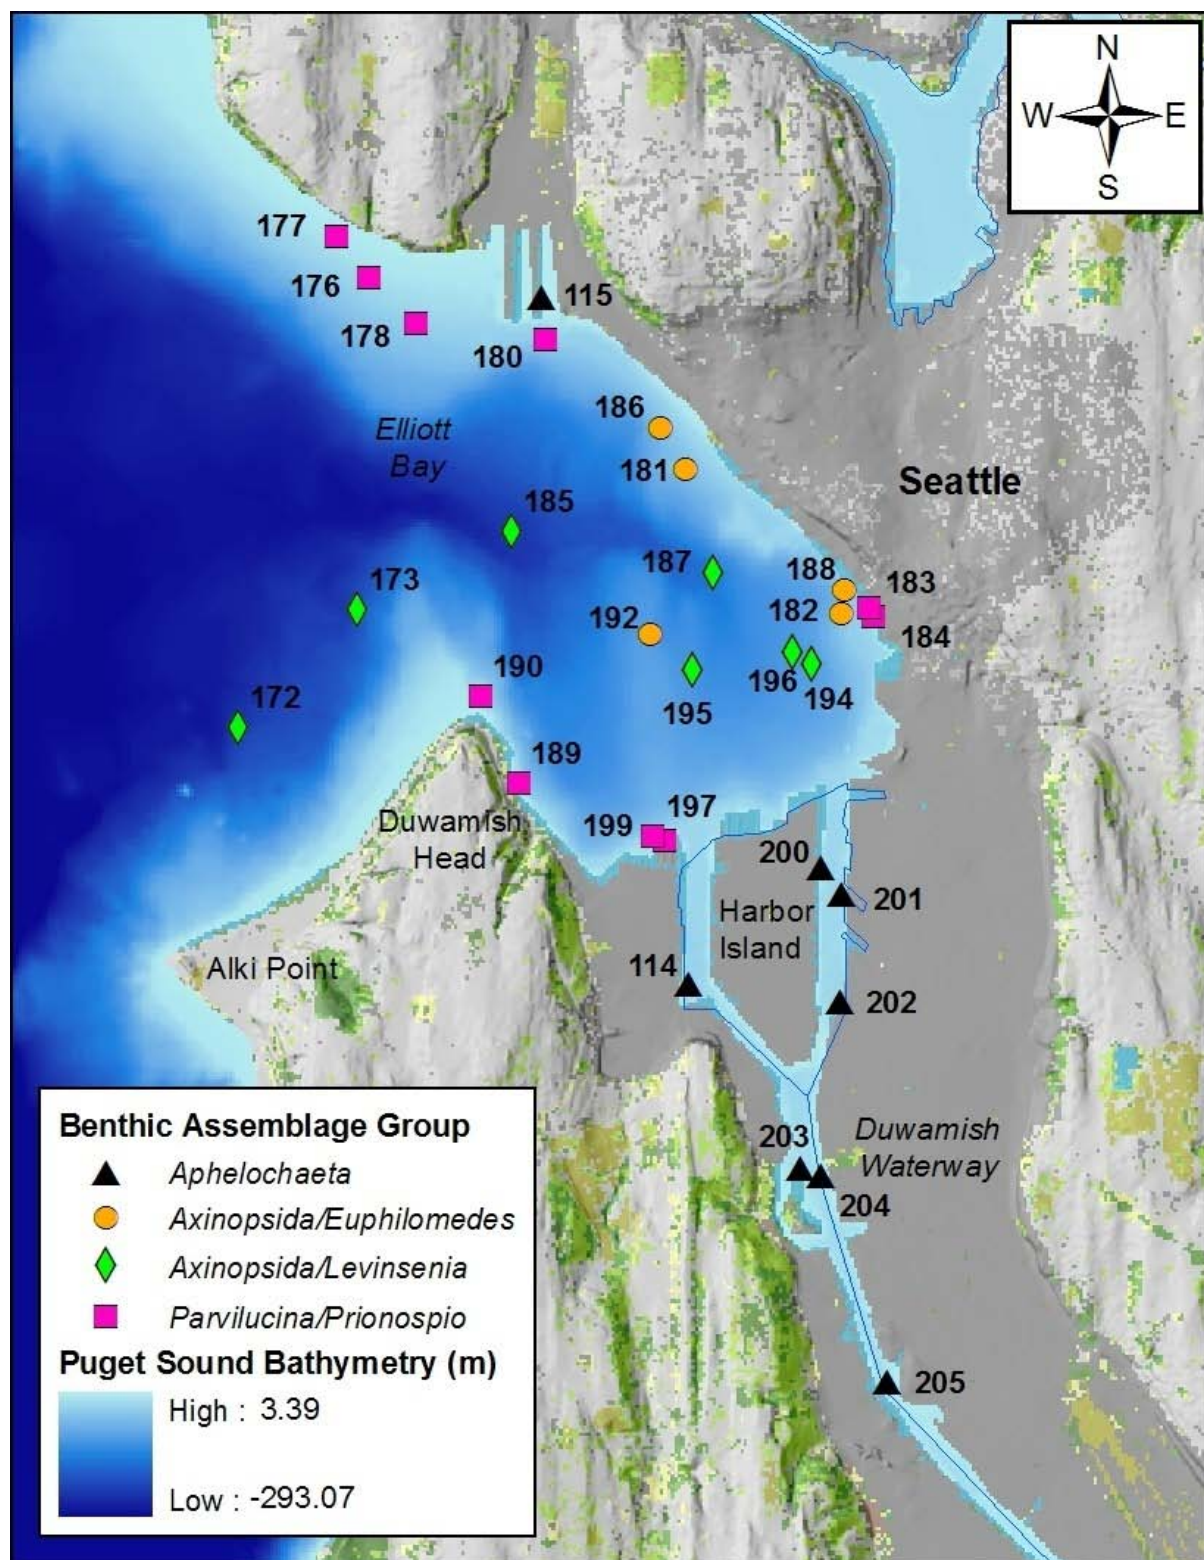 N
W E
S
177
176
115
178
180
186
Elliott
Bay
181
Seattle
185
187
188
183
173
182
192
184
190
196
194
172
195
189
Duwamish
Head
199
197
200
201
Harbor
Island
Alki Point
114
202
Benthic Assemblage Group
Aphelochaeta
Axinopsida/Euphilomedes
Axinopsida/Levinsenia
Parvilucina/Prionospio
Puget Sound Bathymetry (m)
High : 3.39
Low : -293.07
203
Duwamish
Waterway
204
205